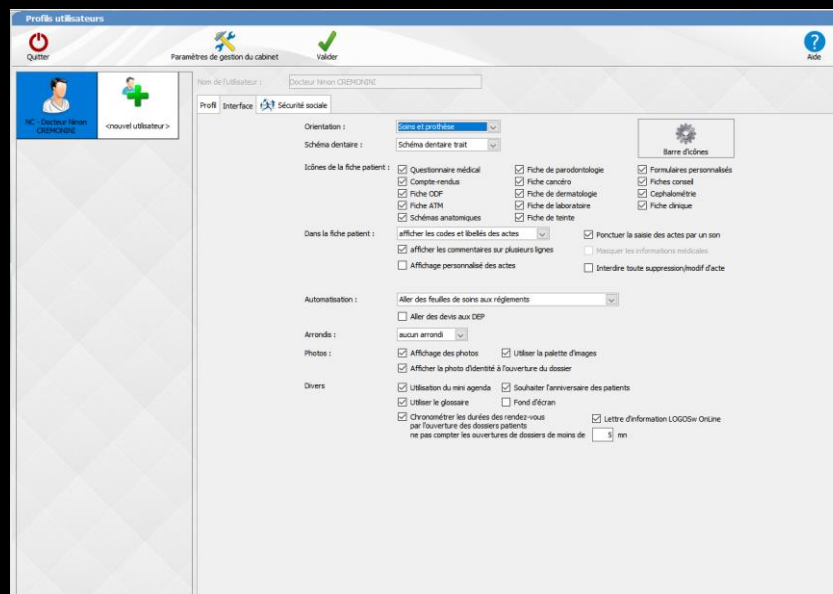 Profils utilisateurs
Quitter
Paramètres de gestion du cabinet
Valider
Aide
NC - Docteur Ninon
CREMONINI
<nouvel utilisateur>
Nom de l'utilisateur :
Docteur Ninon CREMONINI
Profil
Interface
Sécurité sociale
Orientation :
Soins et prothèse
Schéma dentaire :
Schéma dentaire trait
Barre d'icônes
Icônes de la fiche patient :
Questionnaire médical
Fiche de parodontologie
Formulaires personnalisés
Compte-rendus
Fiche cancéro
Fiches conseil
Fiche ODF
Fiche de dermatologie
Cephalométrie
Fiche ATM
Fiche de laboratoire
Fiche clinique
Schémas anatomiques
Fiche de teinte
Dans la fiche patient :
afficher les codes et libellés des actes
Ponctuer la saisie des actes par un son
afficher les commentaires sur plusieurs lignes
Masquer les informations médicales
Affichage personnalisé des actes
Interdire toute suppression/modif d'acte
Automatisation :
Aller des feuilles de soins aux réglements
Aller des devis aux DEP
Arrondis :
aucun arrondi
Photos :
Affichage des photos
Utiliser la palette d'images
Afficher la photo d'identité à l'ouverture du dossier
Divers
Utilisation du mini agenda
Souhaiter l'anniversaire des patients
Utiliser le glossaire
Fond d'écran
Chronométrer les durées des rendez-vous
par l'ouverture des dossiers patients
Lettre d'information LOGOSw OnLine
ne pas compter les ouvertures de dossiers de moins de 5 mn